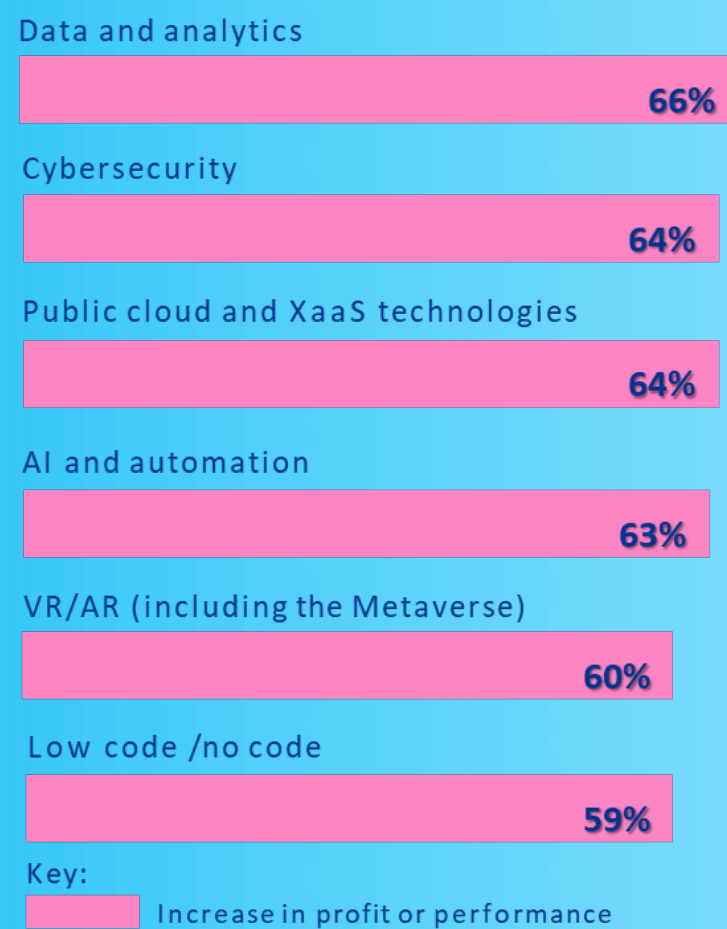 Data and analytics
66%
Cybersecurity
64%
Public cloud and XaaS technologies
64%
AI and automation
63%
VR/AR (including the Metaverse)
60%
Low code /no code
59%
Key:
Increase in profit or performance